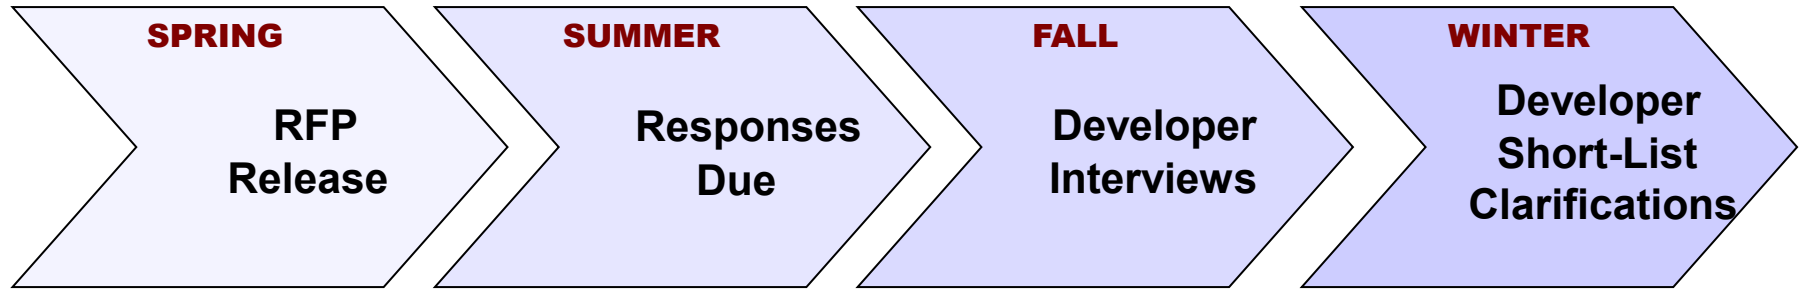 SPRING
RFP
Release
SUMMER
Responses
Due
FALL
Developer
Interviews
WINTER
Developer
Short-List
Clarifications